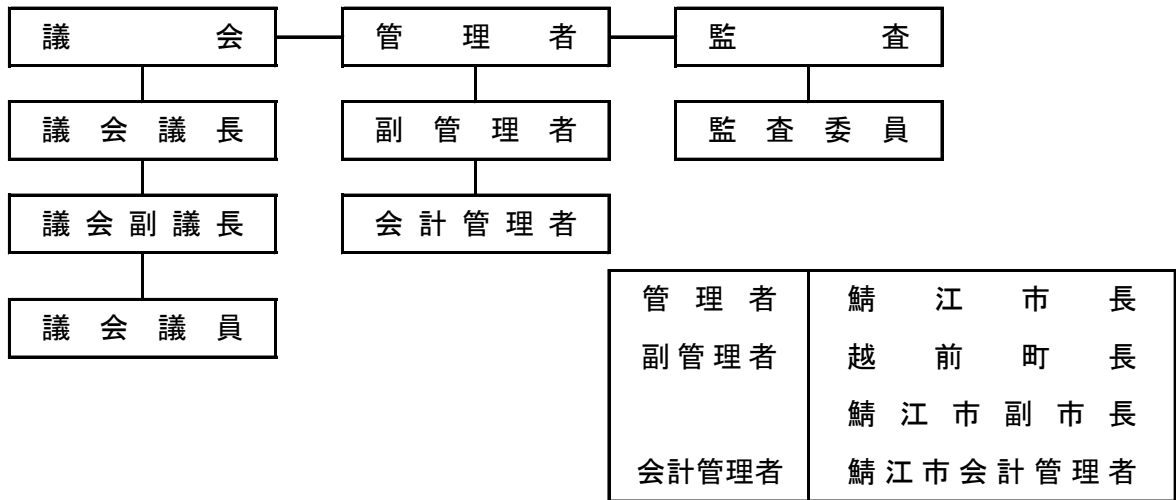 議会 管理者 監査
議会議長 副管理者 監査委員
議会副議長 会計管理者
議会議員
管理者 鯖江市長
副管理者 越前町長
鯖江市副市長
会計管理者 鯖江市会計管理者